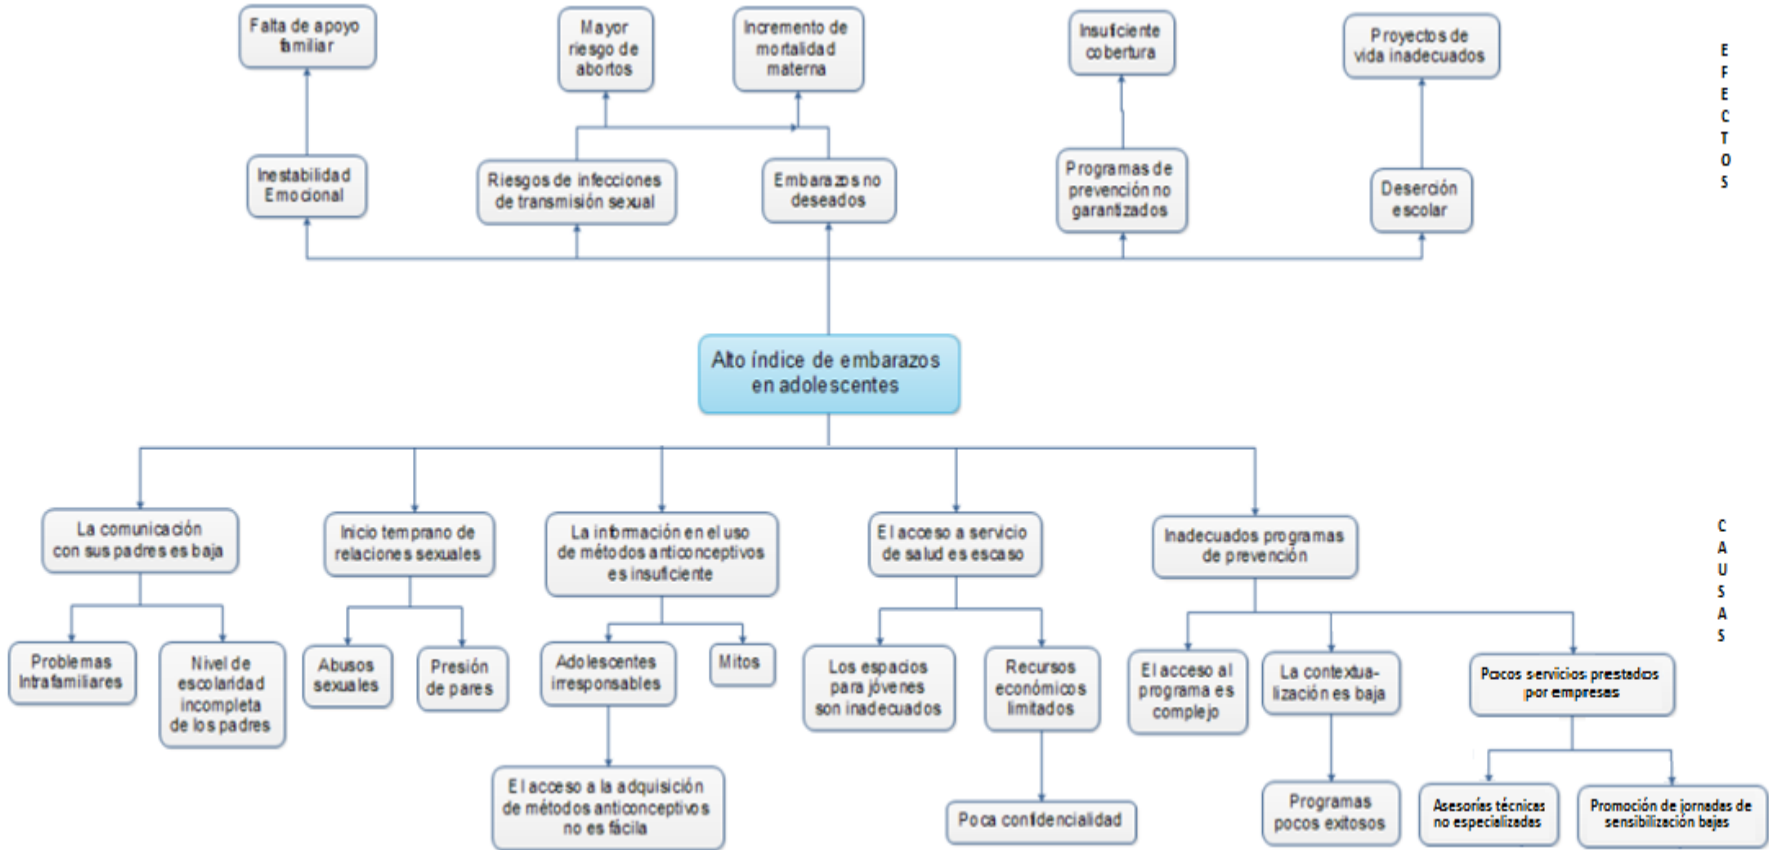 Falta de apoyo
familiar
Mayor
riesgo de
abortos
Incremento de
mortalidad
materna
Insuficiente
cobertura
Proyectos de
vida inadecuados
EFECTOS
Inestabilidad
Emocional
Riesgos de infecciones
de transmisión sexual
Embarazos no
deseados
Programas de
prevención no
garantizados
Deserción
escolar
Alto índice de embarazos
en adolescentes
La comunicación
con sus padres es baja
Inicio temprano de
relaciones sexuales
La información en el uso
de métodos anticonceptivos
es insuficiente
El acceso a servicio
de salud es escaso
Inadecuados programas
de prevención
CAUSAS
Problemas
Intrafamiliares
Nivel de
escolaridad
incompleta
de los padres
Abusos
sexuales
Presión
de pares
Adolescentes
irresponsables
Mitos
Los espacios
para jóvenes
son inadecuados
Recursos
económicos
limitados
El acceso al
programa es
complejo
La contextua-
lización es baja
Pocos servicios prestados
por empresas
El acceso a la adquisición
de métodos anticonceptivos
no es fácila
Poca confidencialidad
Programas
pocos exitosos
Asesorías técnicas
no especializadas
Promoción de jornadas de
sensibilización bajas